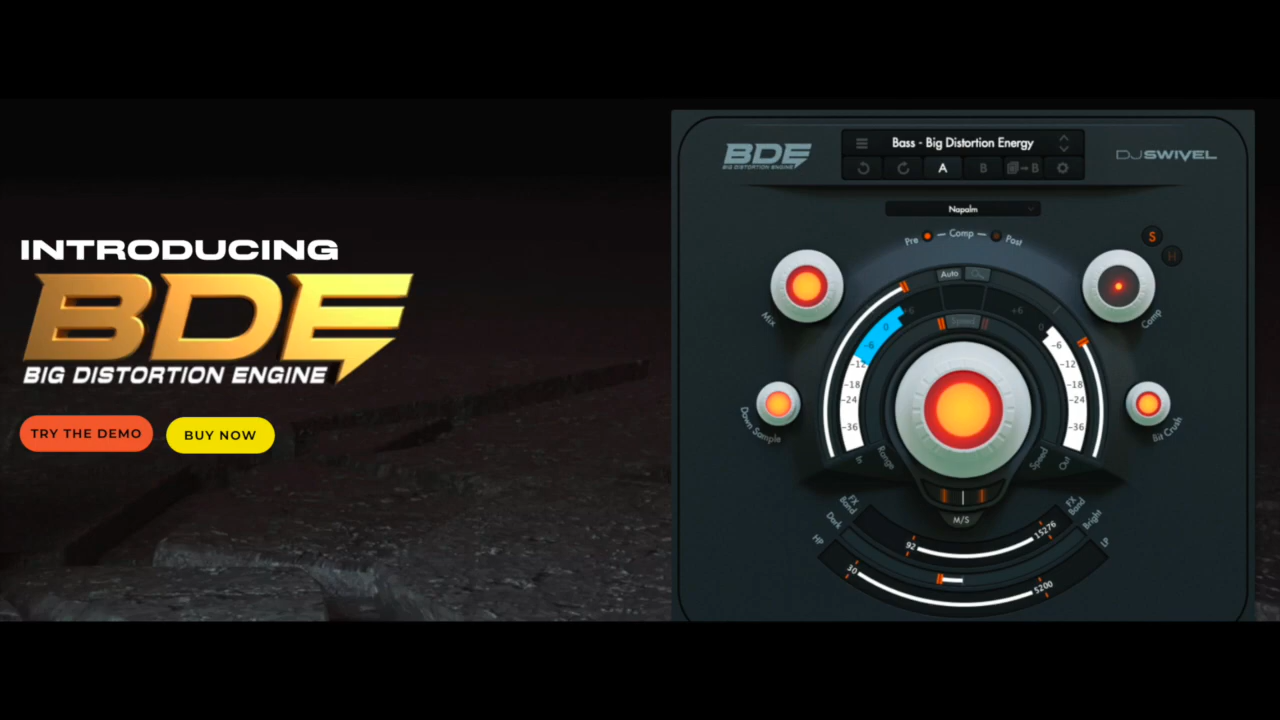 INTRODUCING
BDE
BIG DISTORTION ENGINE
TRY THE DEMO
BUY NOW
BDE
BIG DISTORTION ENGINE
Bass - Big Distortion Energy
A
B
B
DJ SWIVEL
Napalm
Pre
Comp
Post
S
H
Auto
Mix
Comp
+6
+6
0
0
-6
-6
-12
-12
-18
-18
-24
-24
-36
-36
Speed
Down Sample
Bit Crush
In
Range
Speed
Out
M/S
FX Band
FX Band
Dark
Bright
HP
LP
92
15276
30
5200